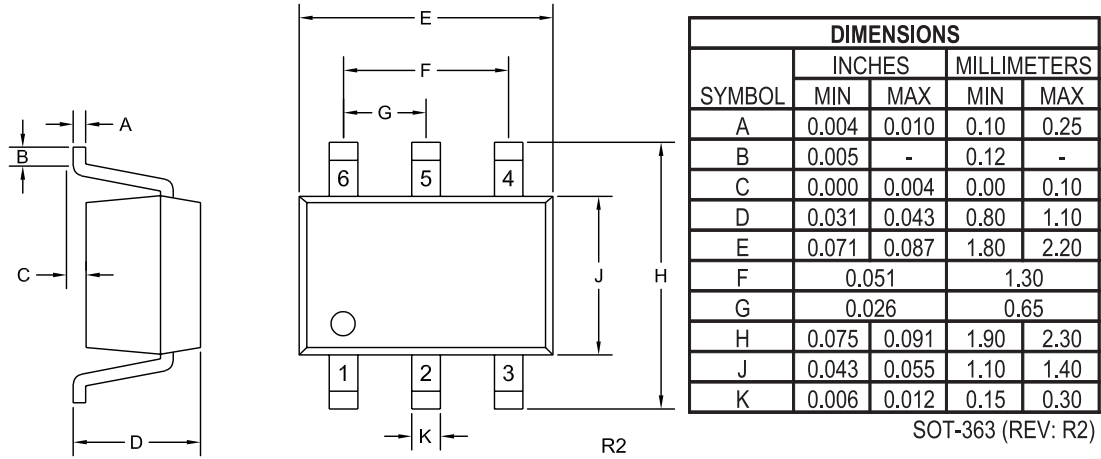 E
F
G
A
B
C
D
6 5 4
1 2 3
J
H
K
R2
DIMENSIONS
INCHES MILLIMETERS
SYMBOL MIN MAX MIN MAX
A 0.004 0.010 0.10 0.25
B 0.005 - 0.12 -
C 0.000 0.004 0.00 0.10
D 0.031 0.043 0.80 1.10
E 0.071 0.087 1.80 2.20
F 0.051 1.30
G 0.026 0.65
H 0.075 0.091 1.90 2.30
J 0.043 0.055 1.10 1.40
K 0.006 0.012 0.15 0.30
SOT-363 (REV: R2)